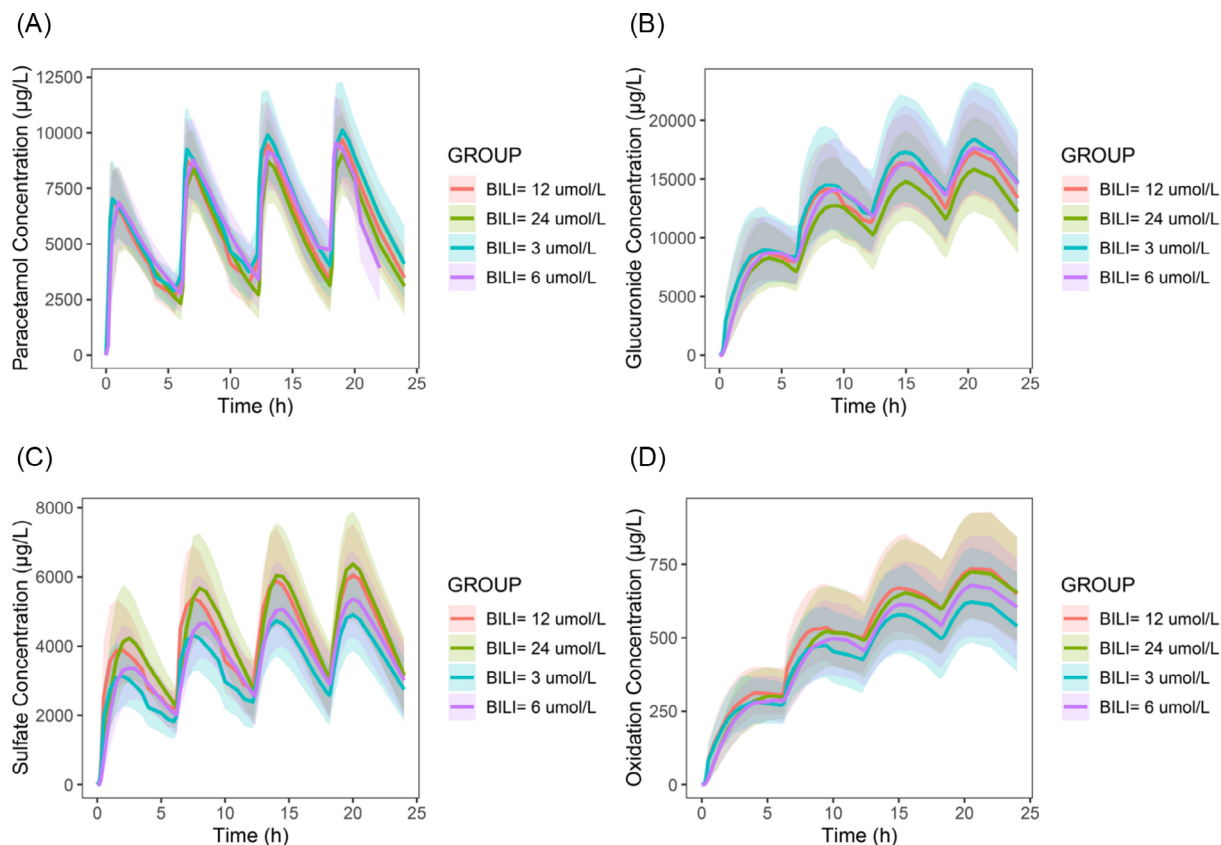 (A)
Paracetamol Concentration (µg/L)
12500
10000
7500
5000
2500
0
0 5 10 15 20 25
Time (h)
GROUP
BILI= 12 umol/L
BILI= 24 umol/L
BILI= 3 umol/L
BILI= 6 umol/L
(B)
Glucuronide Concentration (µg/L)
20000
15000
10000
5000
0
0 5 10 15 20 25
Time (h)
GROUP
BILI= 12 umol/L
BILI= 24 umol/L
BILI= 3 umol/L
BILI= 6 umol/L
(C)
Sulfate Concentration (µg/L)
8000
6000
4000
2000
0
0 5 10 15 20 25
Time (h)
GROUP
BILI= 12 umol/L
BILI= 24 umol/L
BILI= 3 umol/L
BILI= 6 umol/L
(D)
Oxidation Concentration (µg/L)
750
500
250
0
0 5 10 15 20 25
Time (h)
GROUP
BILI= 12 umol/L
BILI= 24 umol/L
BILI= 3 umol/L
BILI= 6 umol/L